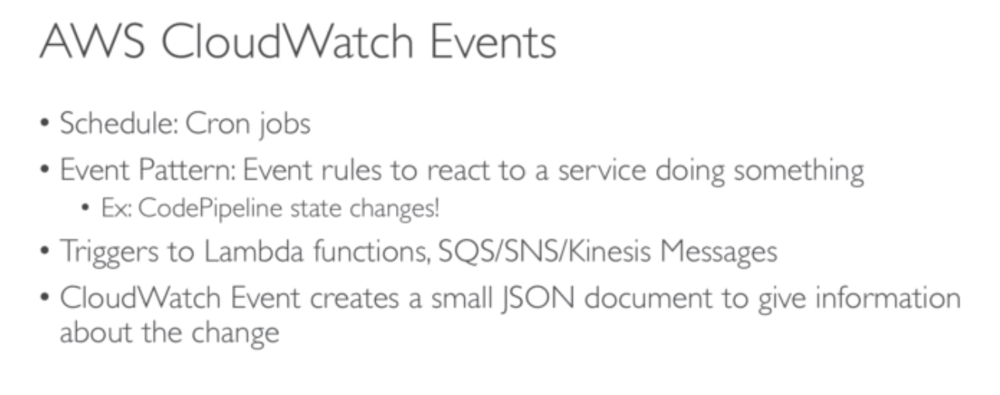 AWS CloudWatch Events
• Schedule: Cron jobs
• Event Pattern: Event rules to react to a service doing something
• Ex: CodePipeline state changes!
• Triggers to Lambda functions, SQS/SNS/Kinesis Messages
• CloudWatch Event creates a small JSON document to give information
about the change